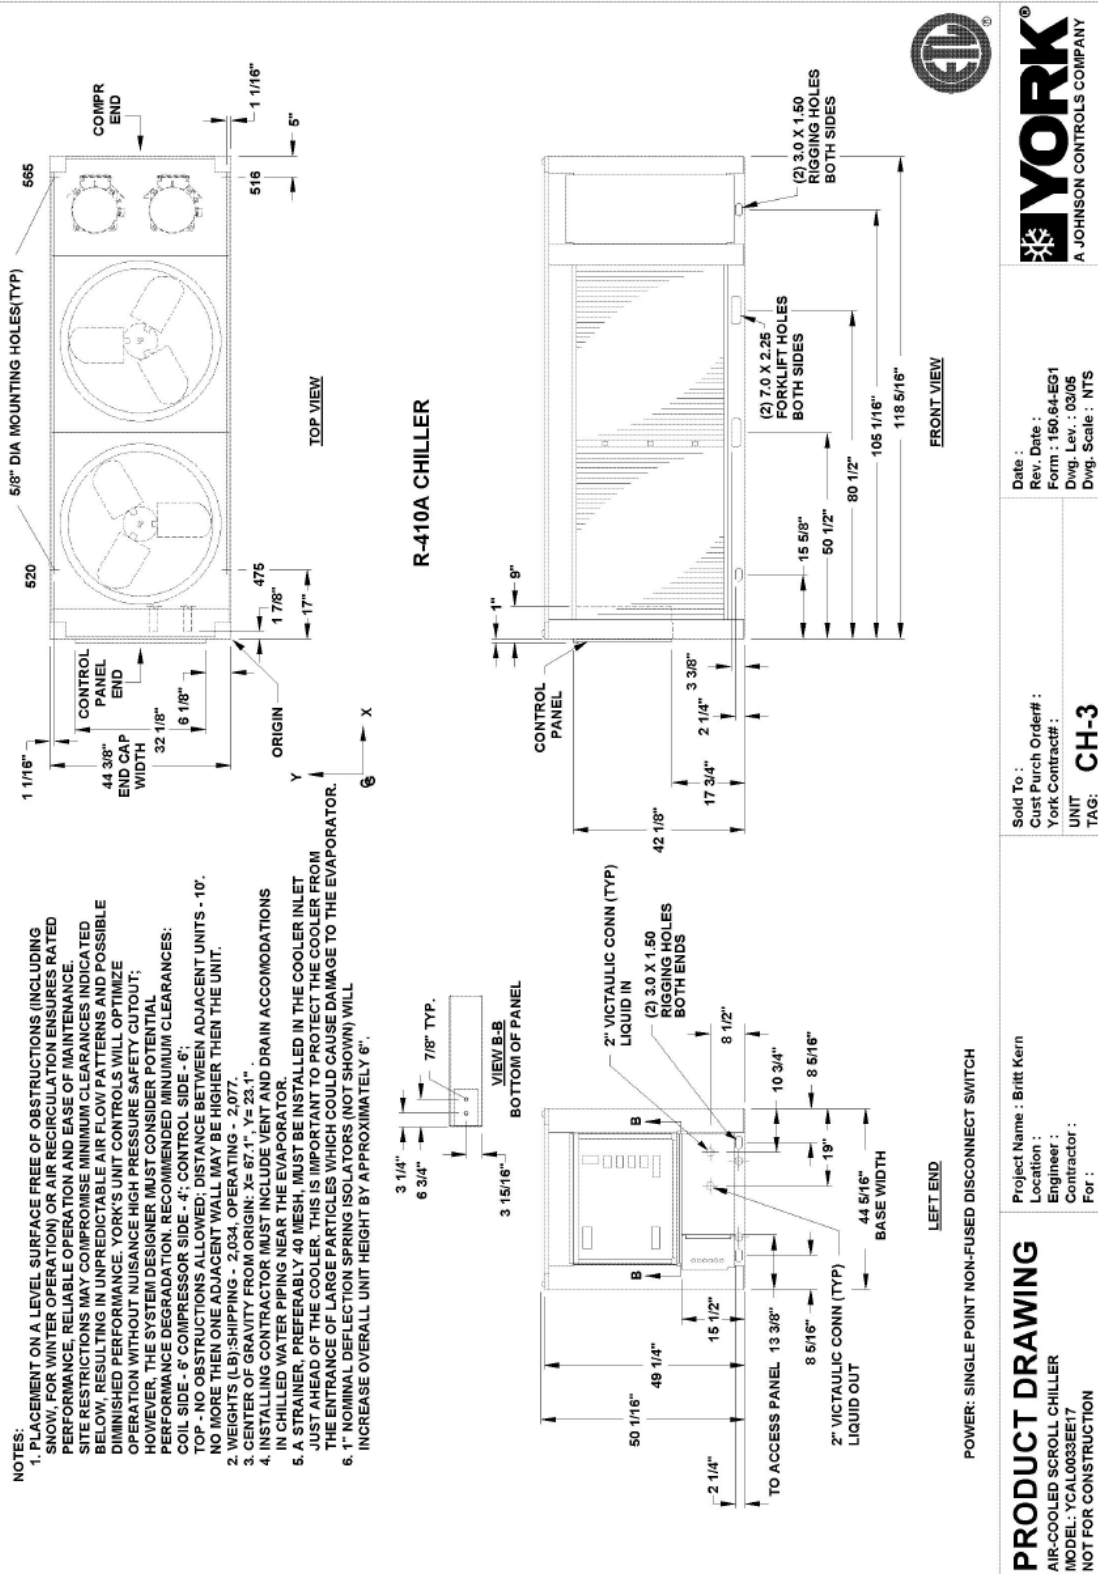 NOTES:
1. PLACEMENT ON A LEVEL SURFACE FREE OF OBSTRUCTIONS (INCLUDING
SNOW, FOR WINTER OPERATION) OR AIR RECIRCULATION ENSURES RATED
PERFORMANCE, RELIABLE OPERATION AND EASE OF MAINTENANCE.
SITE RESTRICTIONS MAY COMPROMISE MINIMUM CLEARANCES INDICATED
BELOW, RESULTING IN UNPREDICTABLE AIR FLOW PATTERNS AND POSSIBLE
DIMINISHED PERFORMANCE. YORK'S UNIT CONTROLS WILL OPTIMIZE
OPERATION WITHOUT NUISANCE HIGH PRESSURE SAFETY CUTOUT;
HOWEVER, THE SYSTEM DESIGNER MUST CONSIDER POTENTIAL
PERFORMANCE DEGRADATION. RECOMMENDED MINUMUM CLEARANCES:
COIL SIDE - 6' COMPRESSOR SIDE - 4'; CONTROL SIDE - 6';
TOP - NO OBSTRUCTIONS ALLOWED; DISTANCE BETWEEN ADJACENT UNITS - 10'.
NO MORE THEN ONE ADJACENT WALL MAY BE HIGHER THEN THE UNIT.
2. WEIGHTS (LB):SHIPPING - 2,034, OPERATING - 2,077.
3. CENTER OF GRAVITY FROM ORIGIN: X= 67.1", Y= 23.1".
4. INSTALLING CONTRACTOR MUST INCLUDE VENT AND DRAIN ACCOMODATIONS
IN CHILLED WATER PIPING NEAR THE EVAPORATOR.
5. A STRAINER, PREFERABLY 40 MESH, MUST BE INSTALLED IN THE COOLER INLET
JUST AHEAD OF THE COOLER. THIS IS IMPORTANT TO PROTECT THE COOLER FROM
THE ENTRANCE OF LARGE PARTICLES WHICH COULD CAUSE DAMAGE TO THE EVAPORATOR.
6. 1" NOMINAL DEFLECTION SPRING ISOLATORS (NOT SHOWN) WILL
INCREASE OVERALL UNIT HEIGHT BY APPROXIMATELY 6".
5/8" DIA MOUNTING HOLES(TYP)
520
565
1 1/16"
44 3/8"
END CAP
WIDTH
32 1/8"
6 1/8"
CONTROL
PANEL
END
COMPR
END
475
1 7/8"
17"
516
1 1/16"
5"
ORIGIN
Y
X
CG
TOP VIEW
R-410A CHILLER
3 1/4"
6 3/4"
7/8" TYP.
3 15/16"
VIEW B-B
BOTTOM OF PANEL
1"
9"
CONTROL
PANEL
42 1/8"
17 3/4"
2 1/4"
3 3/8"
15 5/8"
50 1/2"
80 1/2"
105 1/16"
118 5/16"
(2) 7.0 X 2.25
FORKLIFT HOLES
BOTH SIDES
(2) 3.0 X 1.50
RIGGING HOLES
BOTH SIDES
FRONT VIEW
2" VICTAULIC CONN (TYP)
LIQUID IN
(2) 3.0 X 1.50
RIGGING HOLES
BOTH ENDS
B
B
8 1/2"
10 3/4"
8 5/16"
19"
44 5/16"
BASE WIDTH
50 1/16"
49 1/4"
15 1/2"
2 1/4"
TO ACCESS PANEL 13 3/8"
8 5/16"
2" VICTAULIC CONN (TYP)
LIQUID OUT
LEFT END
POWER: SINGLE POINT NON-FUSED DISCONNECT SWITCH
ETL
PRODUCT DRAWING
AIR-COOLED SCROLL CHILLER
MODEL: YCAL0033EE17
NOT FOR CONSTRUCTION
Project Name : Britt Kern
Location :
Engineer :
Contractor :
For :
Sold To :
Cust Purch Order# :
York Contract# :
UNIT
TAG: CH-3
Date :
Rev. Date :
Form : 150.64-EG1
Dwg. Lev. : 03/05
Dwg. Scale : NTS
YORK®
A JOHNSON CONTROLS COMPANY